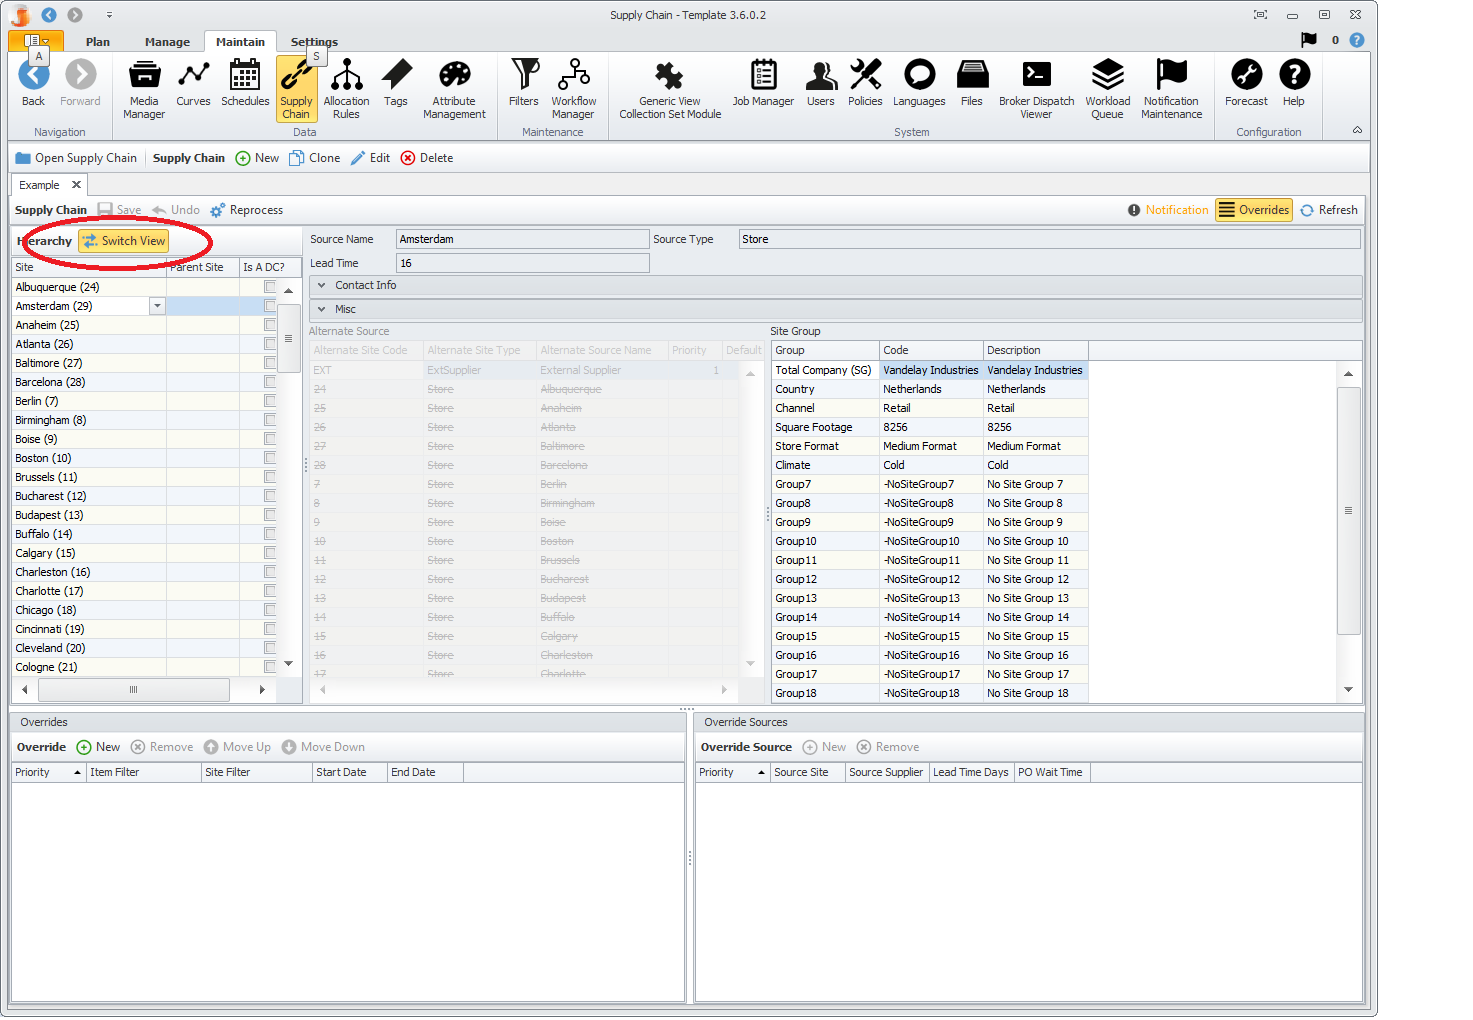 Supply Chain - Template 3.6.0.2
Plan Manage Maintain Settings 0
A S
Back Forward Media Manager Curves Schedules Supply Chain Allocation Rules Tags Attribute Management Filters Workflow Manager Generic View Collection Set Module Job Manager Users Policies Languages Files Broker Dispatch Viewer Workload Queue Notification Maintenance Forecast Help
Navigation Data Maintenance System Configuration
Open Supply Chain Supply Chain New Clone Edit Delete
Example
Supply Chain Save Undo Reprocess Notification Overrides Refresh
Hierarchy Switch View
Site Parent Site Is A DC?
Albuquerque (24)
Amsterdam (29)
Anaheim (25)
Atlanta (26)
Baltimore (27)
Barcelona (28)
Berlin (7)
Birmingham (8)
Boise (9)
Boston (10)
Brussels (11)
Bucharest (12)
Budapest (13)
Buffalo (14)
Calgary (15)
Charleston (16)
Charlotte (17)
Chicago (18)
Cincinnati (19)
Cleveland (20)
Cologne (21)
Source Name Amsterdam Source Type Store
Lead Time 16
Contact Info
Misc
Alternate Source
Alternate Site Code Alternate Site Type Alternate Source Name Priority Default
EXT ExtSupplier External Supplier 1
24 Store Albuquerque
25 Store Anaheim
26 Store Atlanta
27 Store Baltimore
28 Store Barcelona
7 Store Berlin
8 Store Birmingham
9 Store Boise
10 Store Boston
11 Store Brussels
12 Store Bucharest
13 Store Budapest
14 Store Buffalo
15 Store Calgary
16 Store Charleston
17 Store Charlotte
Site Group
Group Code Description
Total Company (SG) Vandelay Industries Vandelay Industries
Country Netherlands Netherlands
Channel Retail Retail
Square Footage 8256 8256
Store Format Medium Format Medium Format
Climate Cold Cold
Group7 -NoSiteGroup7 No Site Group 7
Group8 -NoSiteGroup8 No Site Group 8
Group9 -NoSiteGroup9 No Site Group 9
Group10 -NoSiteGroup10 No Site Group 10
Group11 -NoSiteGroup11 No Site Group 11
Group12 -NoSiteGroup12 No Site Group 12
Group13 -NoSiteGroup13 No Site Group 13
Group14 -NoSiteGroup14 No Site Group 14
Group15 -NoSiteGroup15 No Site Group 15
Group16 -NoSiteGroup16 No Site Group 16
Group17 -NoSiteGroup17 No Site Group 17
Group18 -NoSiteGroup18 No Site Group 18
Overrides
Override New Remove Move Up Move Down
Priority Item Filter Site Filter Start Date End Date
Override Sources
Override Source New Remove
Priority Source Site Source Supplier Lead Time Days PO Wait Time